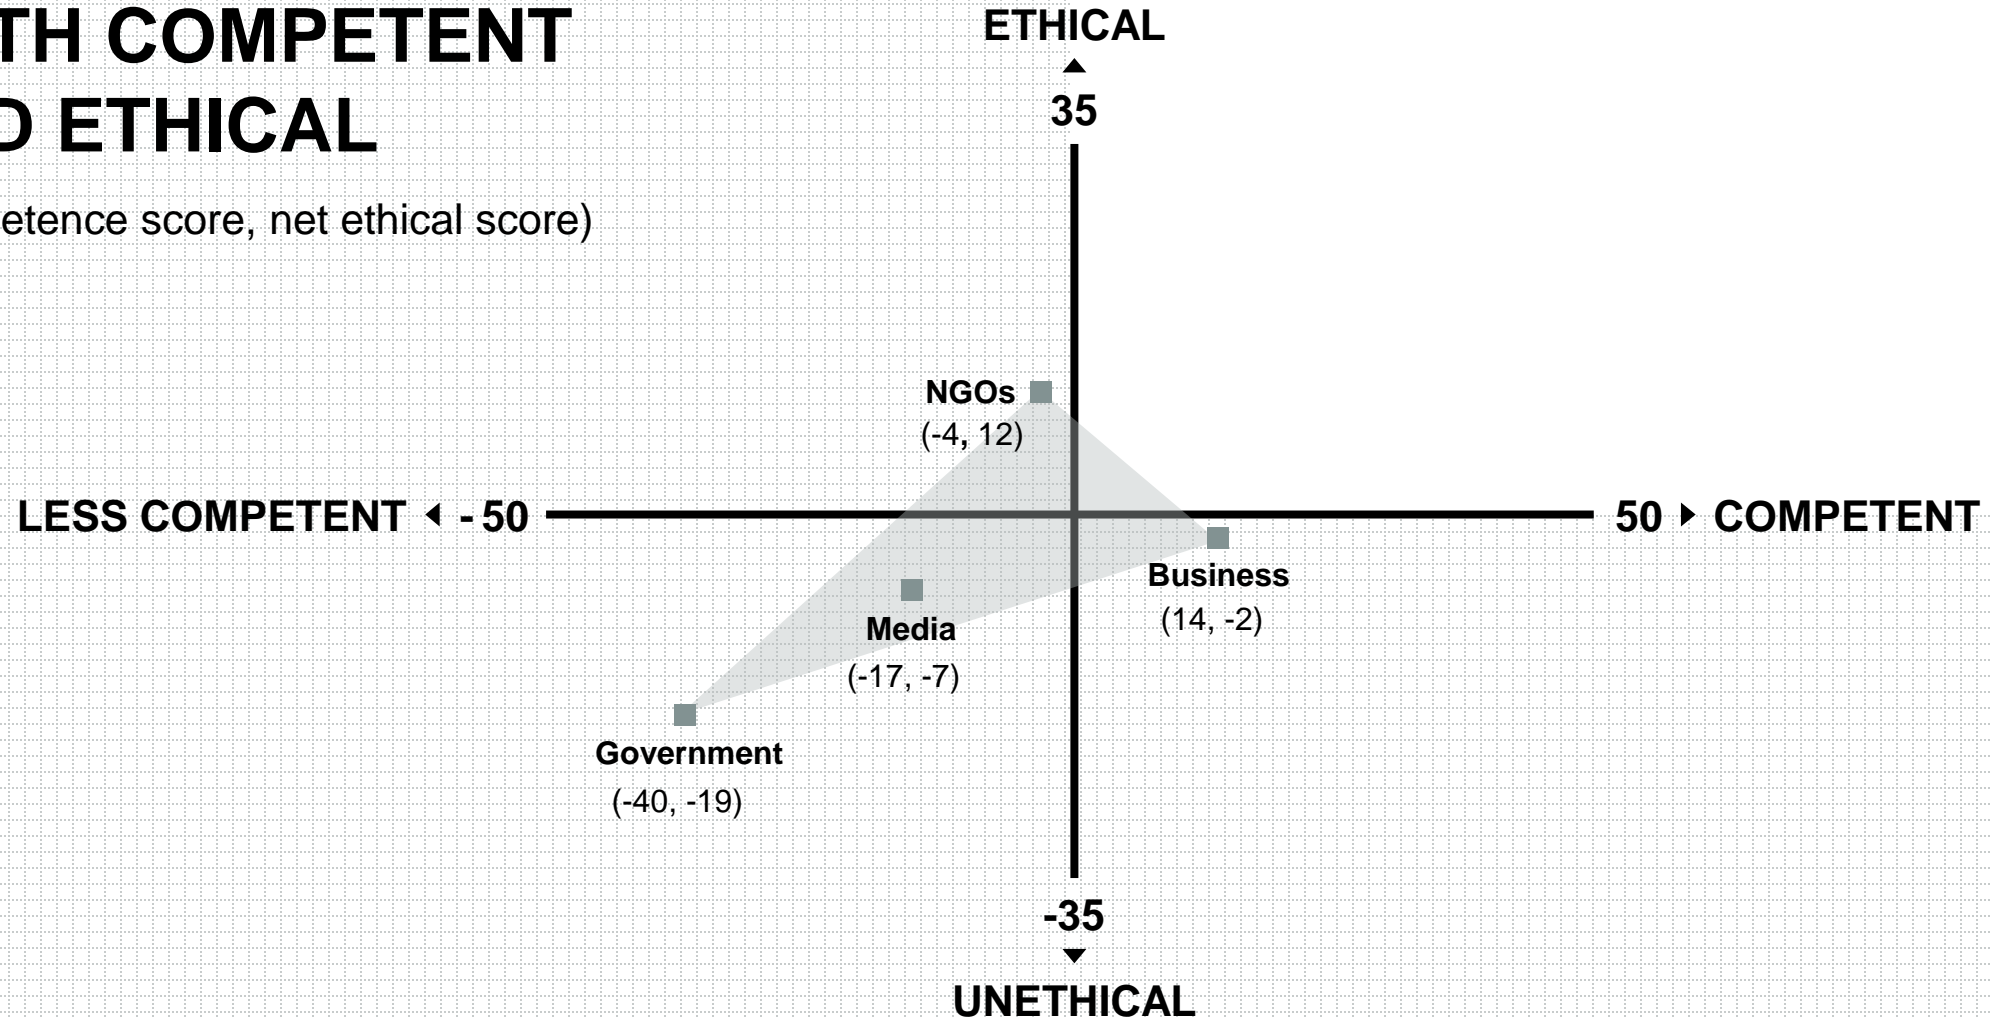 TH COMPETENT
D ETHICAL
etence score, net ethical score)
ETHICAL
35
NGOs
(-4, 12)
LESS COMPETENT - 50
50 COMPETENT
Business
(14, -2)
Media
(-17, -7)
Government
(-40, -19)
-35
UNETHICAL